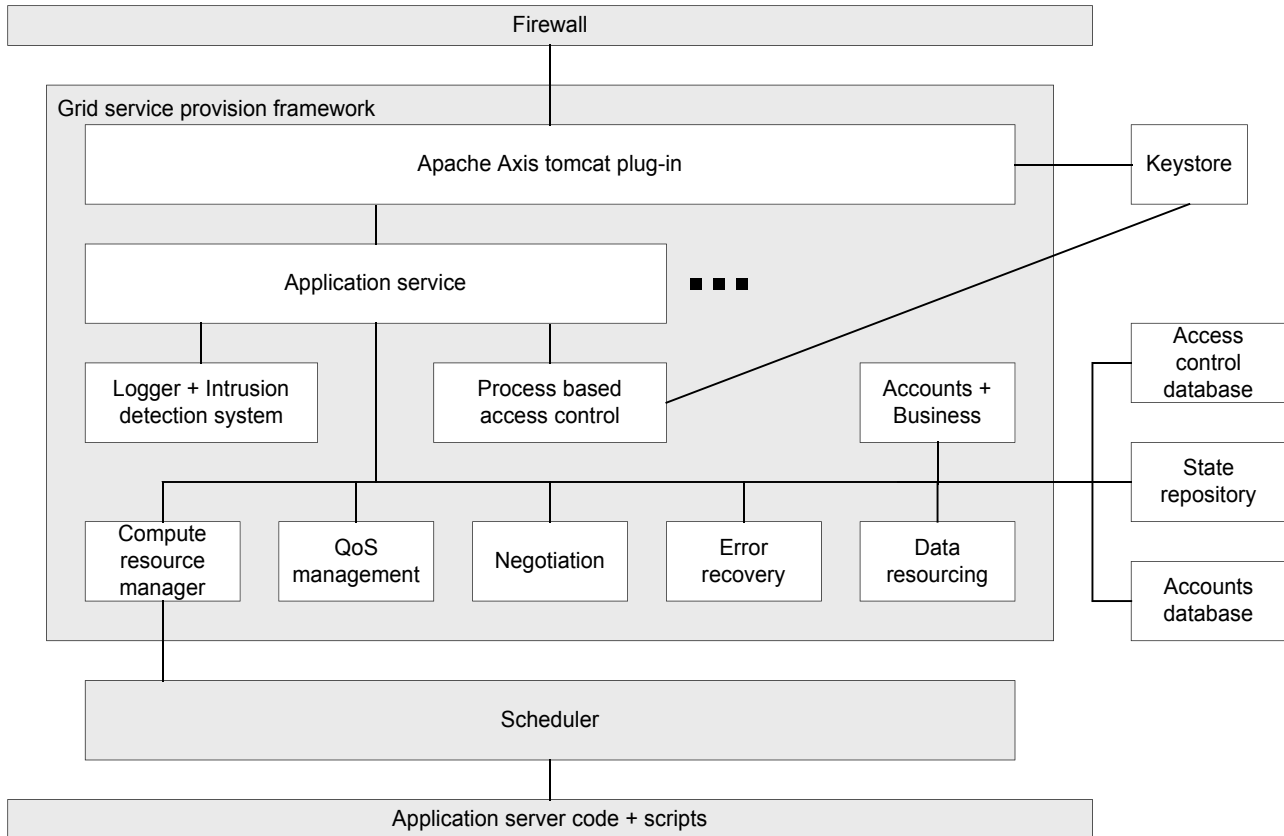 Firewall
Grid service provision framework
Apache Axis tomcat plug-in
Keystore
Application service
Logger + Intrusion
detection system
Process based
access control
Accounts +
Business
Access
control
database
State
repository
Compute
resource
manager
QoS
management
Negotiation
Error
recovery
Data
resourcing
Accounts
database
Scheduler
Application server code + scripts